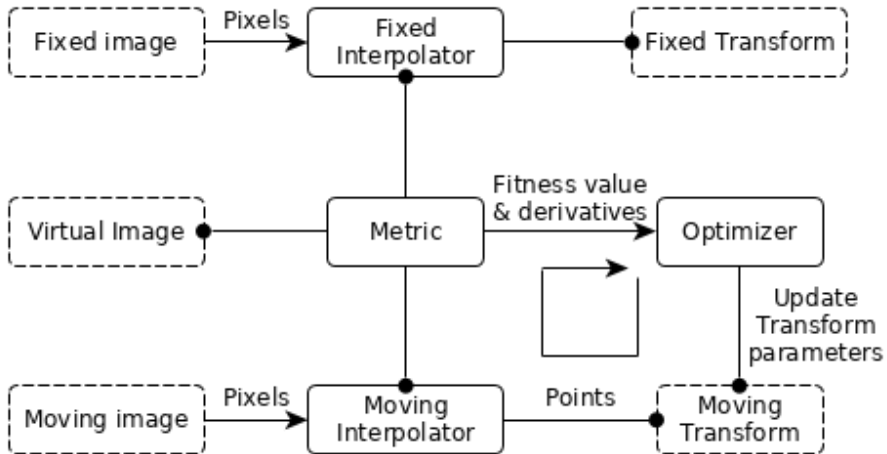 Fixed image
Pixels
Fixed
Interpolator
Fixed Transform
Virtual Image
Metric
Fitness value
& derivatives
Optimizer
Update
Transform
parameters
Moving image
Pixels
Moving
Interpolator
Points
Moving
Transform